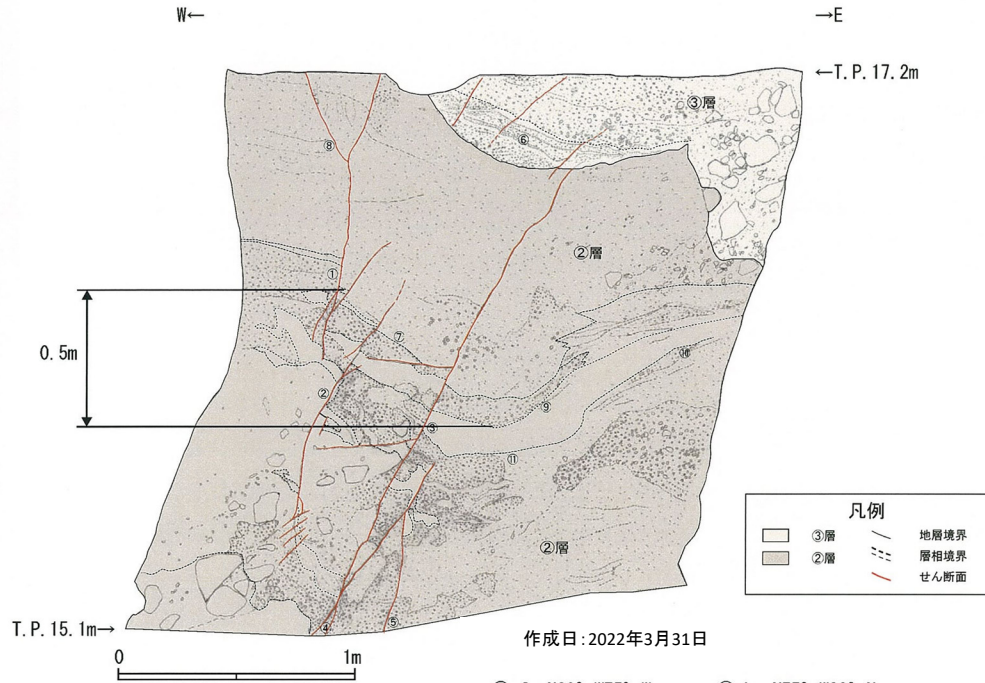 W← →E
←T.P.17.2m
③層
⑥
⑧
②層
①
0.5m
⑦
⑩
②
⑨
③
⑪
②層
凡例
③層 地層境界
②層 層相境界
せん断面
④ ⑤
T.P.15.1m→
作成日:2022年3月31日
0 1m